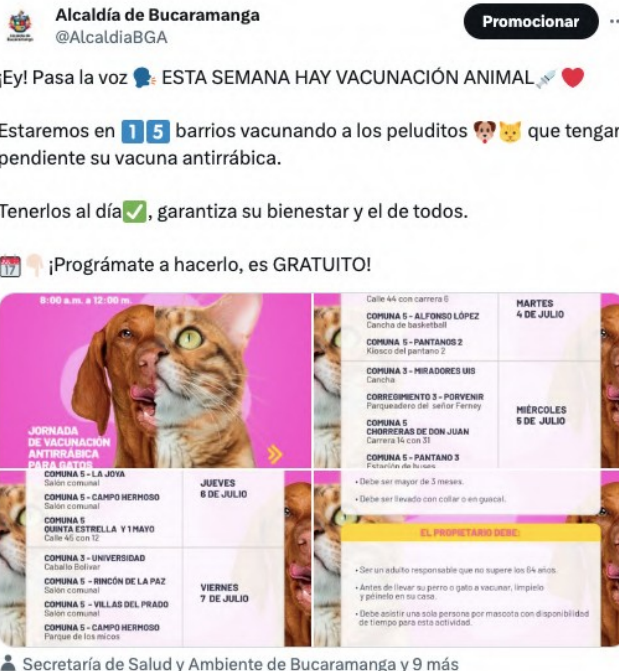 Alcaldía de Bucaramanga
@AlcaldiaBGA
Promocionar
¡Ey! Pasa la voz 🗣 ESTA SEMANA HAY VACUNACIÓN ANIMAL💉 ❤️
Estaremos en 1️⃣5️⃣ barrios vacunando a los peluditos 🐶🐱 que tengan
pendiente su vacuna antirrábica.
Tenerlos al día✅, garantiza su bienestar y el de todos.
📅👇🏻 ¡Prográmate a hacerlo, es GRATUITO!
8:00 a.m. a 12:00 m.
JORNADA
DE VACUNACIÓN
ANTIRRÁBICA
PARA GATOS
Calle 44 con carrera 6
COMUNA 5 - ALFONSO LÓPEZ
Cancha de basketball
COMUNA 5 - PANTANOS 2
Kiosco del pantano 2
MARTES
4 DE JULIO
COMUNA 3 - MIRADORES UIS
Cancha
CORREGIMIENTO 3 - PORVENIR
Parqueadero del señor Ferney
COMUNA 5
CHORRERAS DE DON JUAN
Carrera 14 con 31
COMUNA 5 - PANTANO 3
Estación de buses
MIÉRCOLES
5 DE JULIO
COMUNA 5 - LA JOYA
Salón comunal
COMUNA 5 - CAMPO HERMOSO
Salón comunal
COMUNA 5
QUINTA ESTRELLA Y 1 MAYO
Calle 45 con 12
JUEVES
6 DE JULIO
COMUNA 3 - UNIVERSIDAD
Caballo Bolívar
COMUNA 5 - RINCÓN DE LA PAZ
Salón comunal
COMUNA 5 - VILLAS DEL PRADO
Salón comunal
COMUNA 5 - CAMPO HERMOSO
Parque de los micos
VIERNES
7 DE JULIO
• Debe ser mayor de 3 meses.
• Debe ser llevado con collar o en guacal.
EL PROPIETARIO DEBE:
• Ser un adulto responsable que no supere los 64 años.
• Antes de llevar su perro o gato a vacunar, límpielo
y péinelo en su casa.
• Debe asistir una sola persona por mascota con disponibilidad
de tiempo para esta actividad.
Secretaría de Salud y Ambiente de Bucaramanga y 9 más